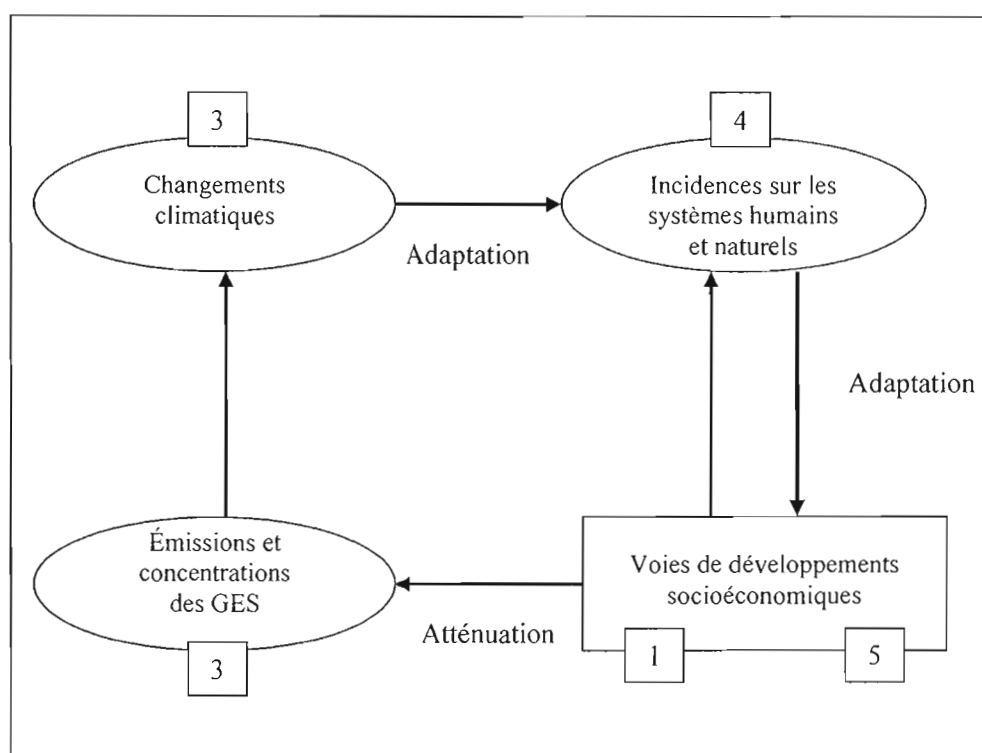 3
Changements
climatiques
4
Incidences sur les
systèmes humains
et naturels
Adaptation
Adaptation
Émissions et
concentrations
des GES
3
Atténuation
Voies de développements
socioéconomiques
1
5